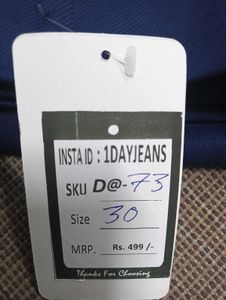 INSTA ID : 1DAYJEANS
SKU D@-73
Size 30
MRP. Rs. 499 /-
Thanks For Choosing